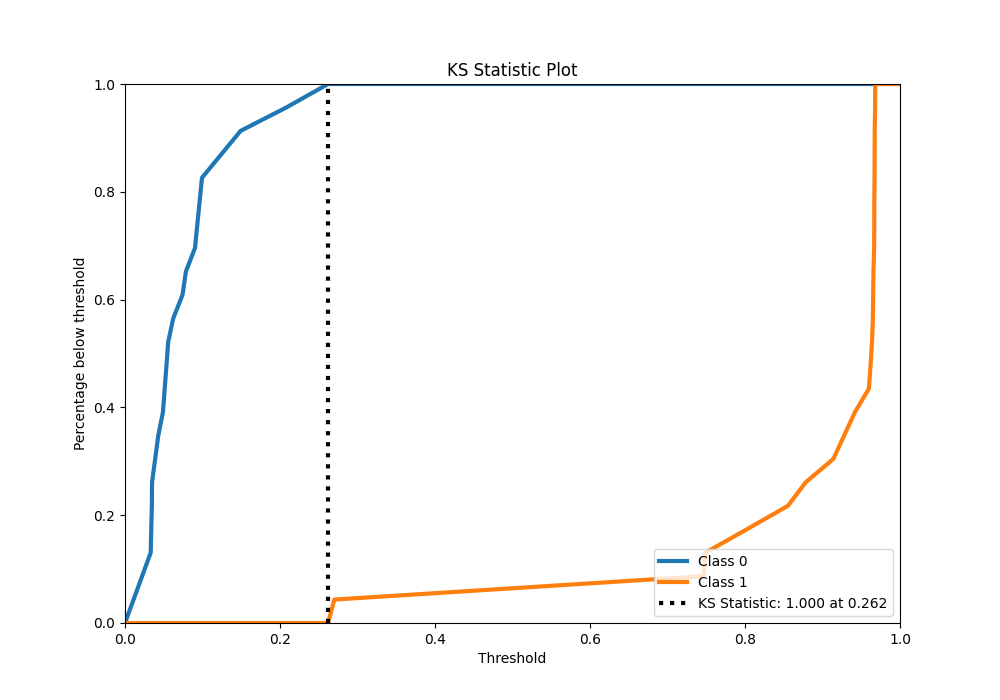 KS Statistic Plot
Percentage below threshold
1.0
0.8
0.6
0.4
0.2
0.0
0.0 0.2 0.4 0.6 0.8 1.0
Threshold
Class 0
Class 1
KS Statistic: 1.000 at 0.262